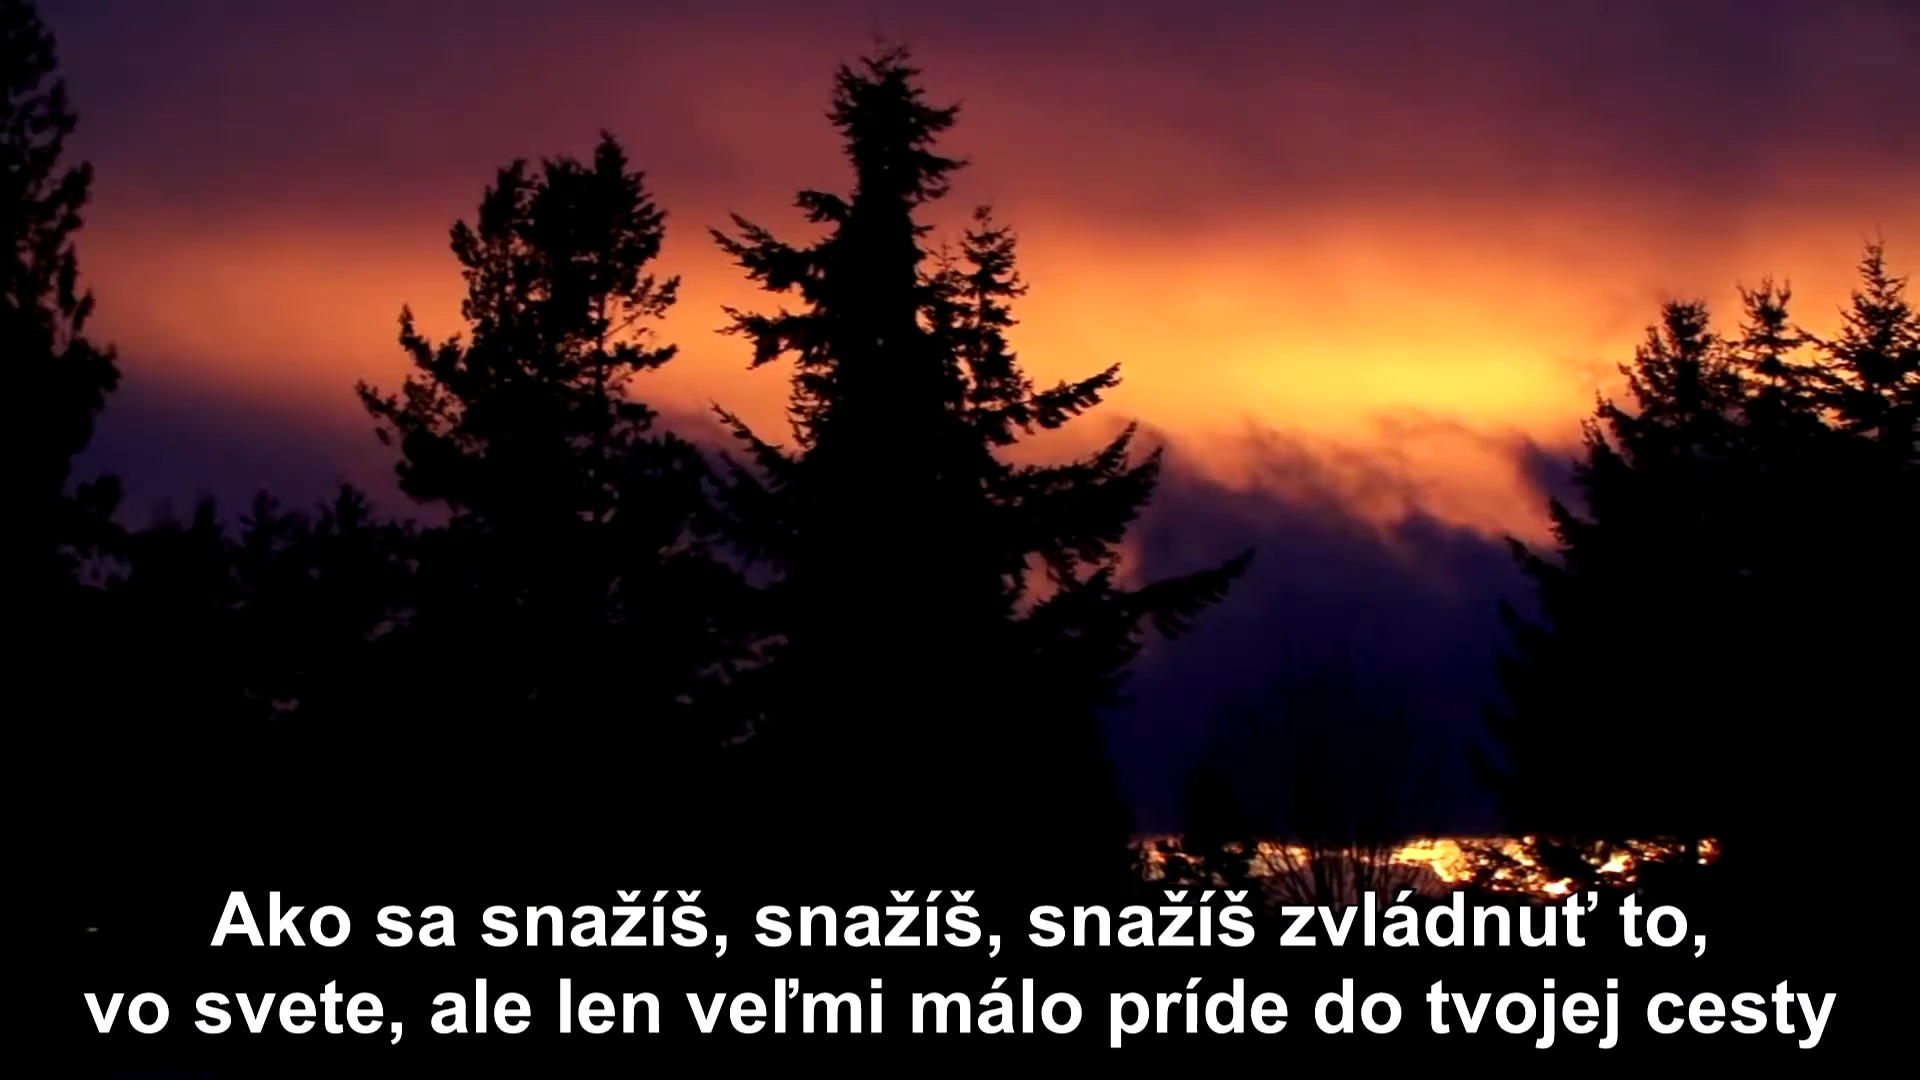 Ako sa snažíš, snažíš, snažíš zvládnuť to,
vo svete, ale len veľmi málo príde do tvojej cesty